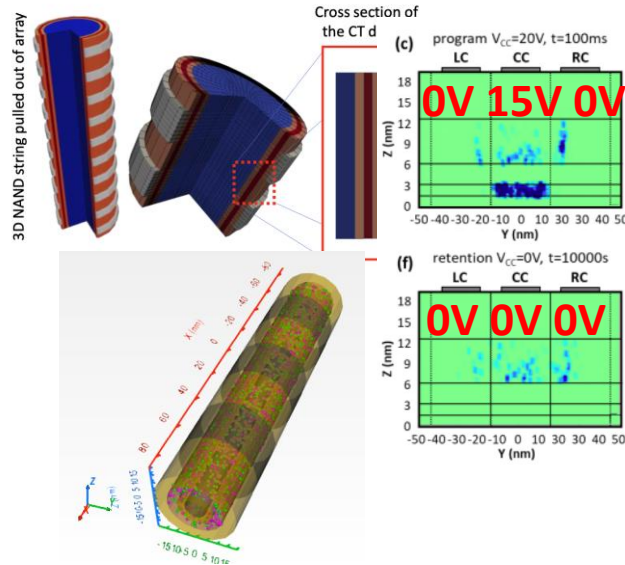 3D NAND string pulled out of array
Cross section of
the CT d
(c) program VCC=20V, t=100ms
LC CC RC
0V 15V 0V
18
15
12
9
6
3
0
Z (nm)
-50 -40 -30 -20 -10 0 10 20 30 40 50
Y (nm)
(f) retention VCC=0V, t=10000s
LC CC RC
0V 0V 0V
18
15
12
9
6
3
0
Z (nm)
-50 -40 -30 -20 -10 0 10 20 30 40 50
Y (nm)
-60
-40
-20
0
X (nm)
20
40
60
80
Z
X
-15 10 5 0 5 10 15